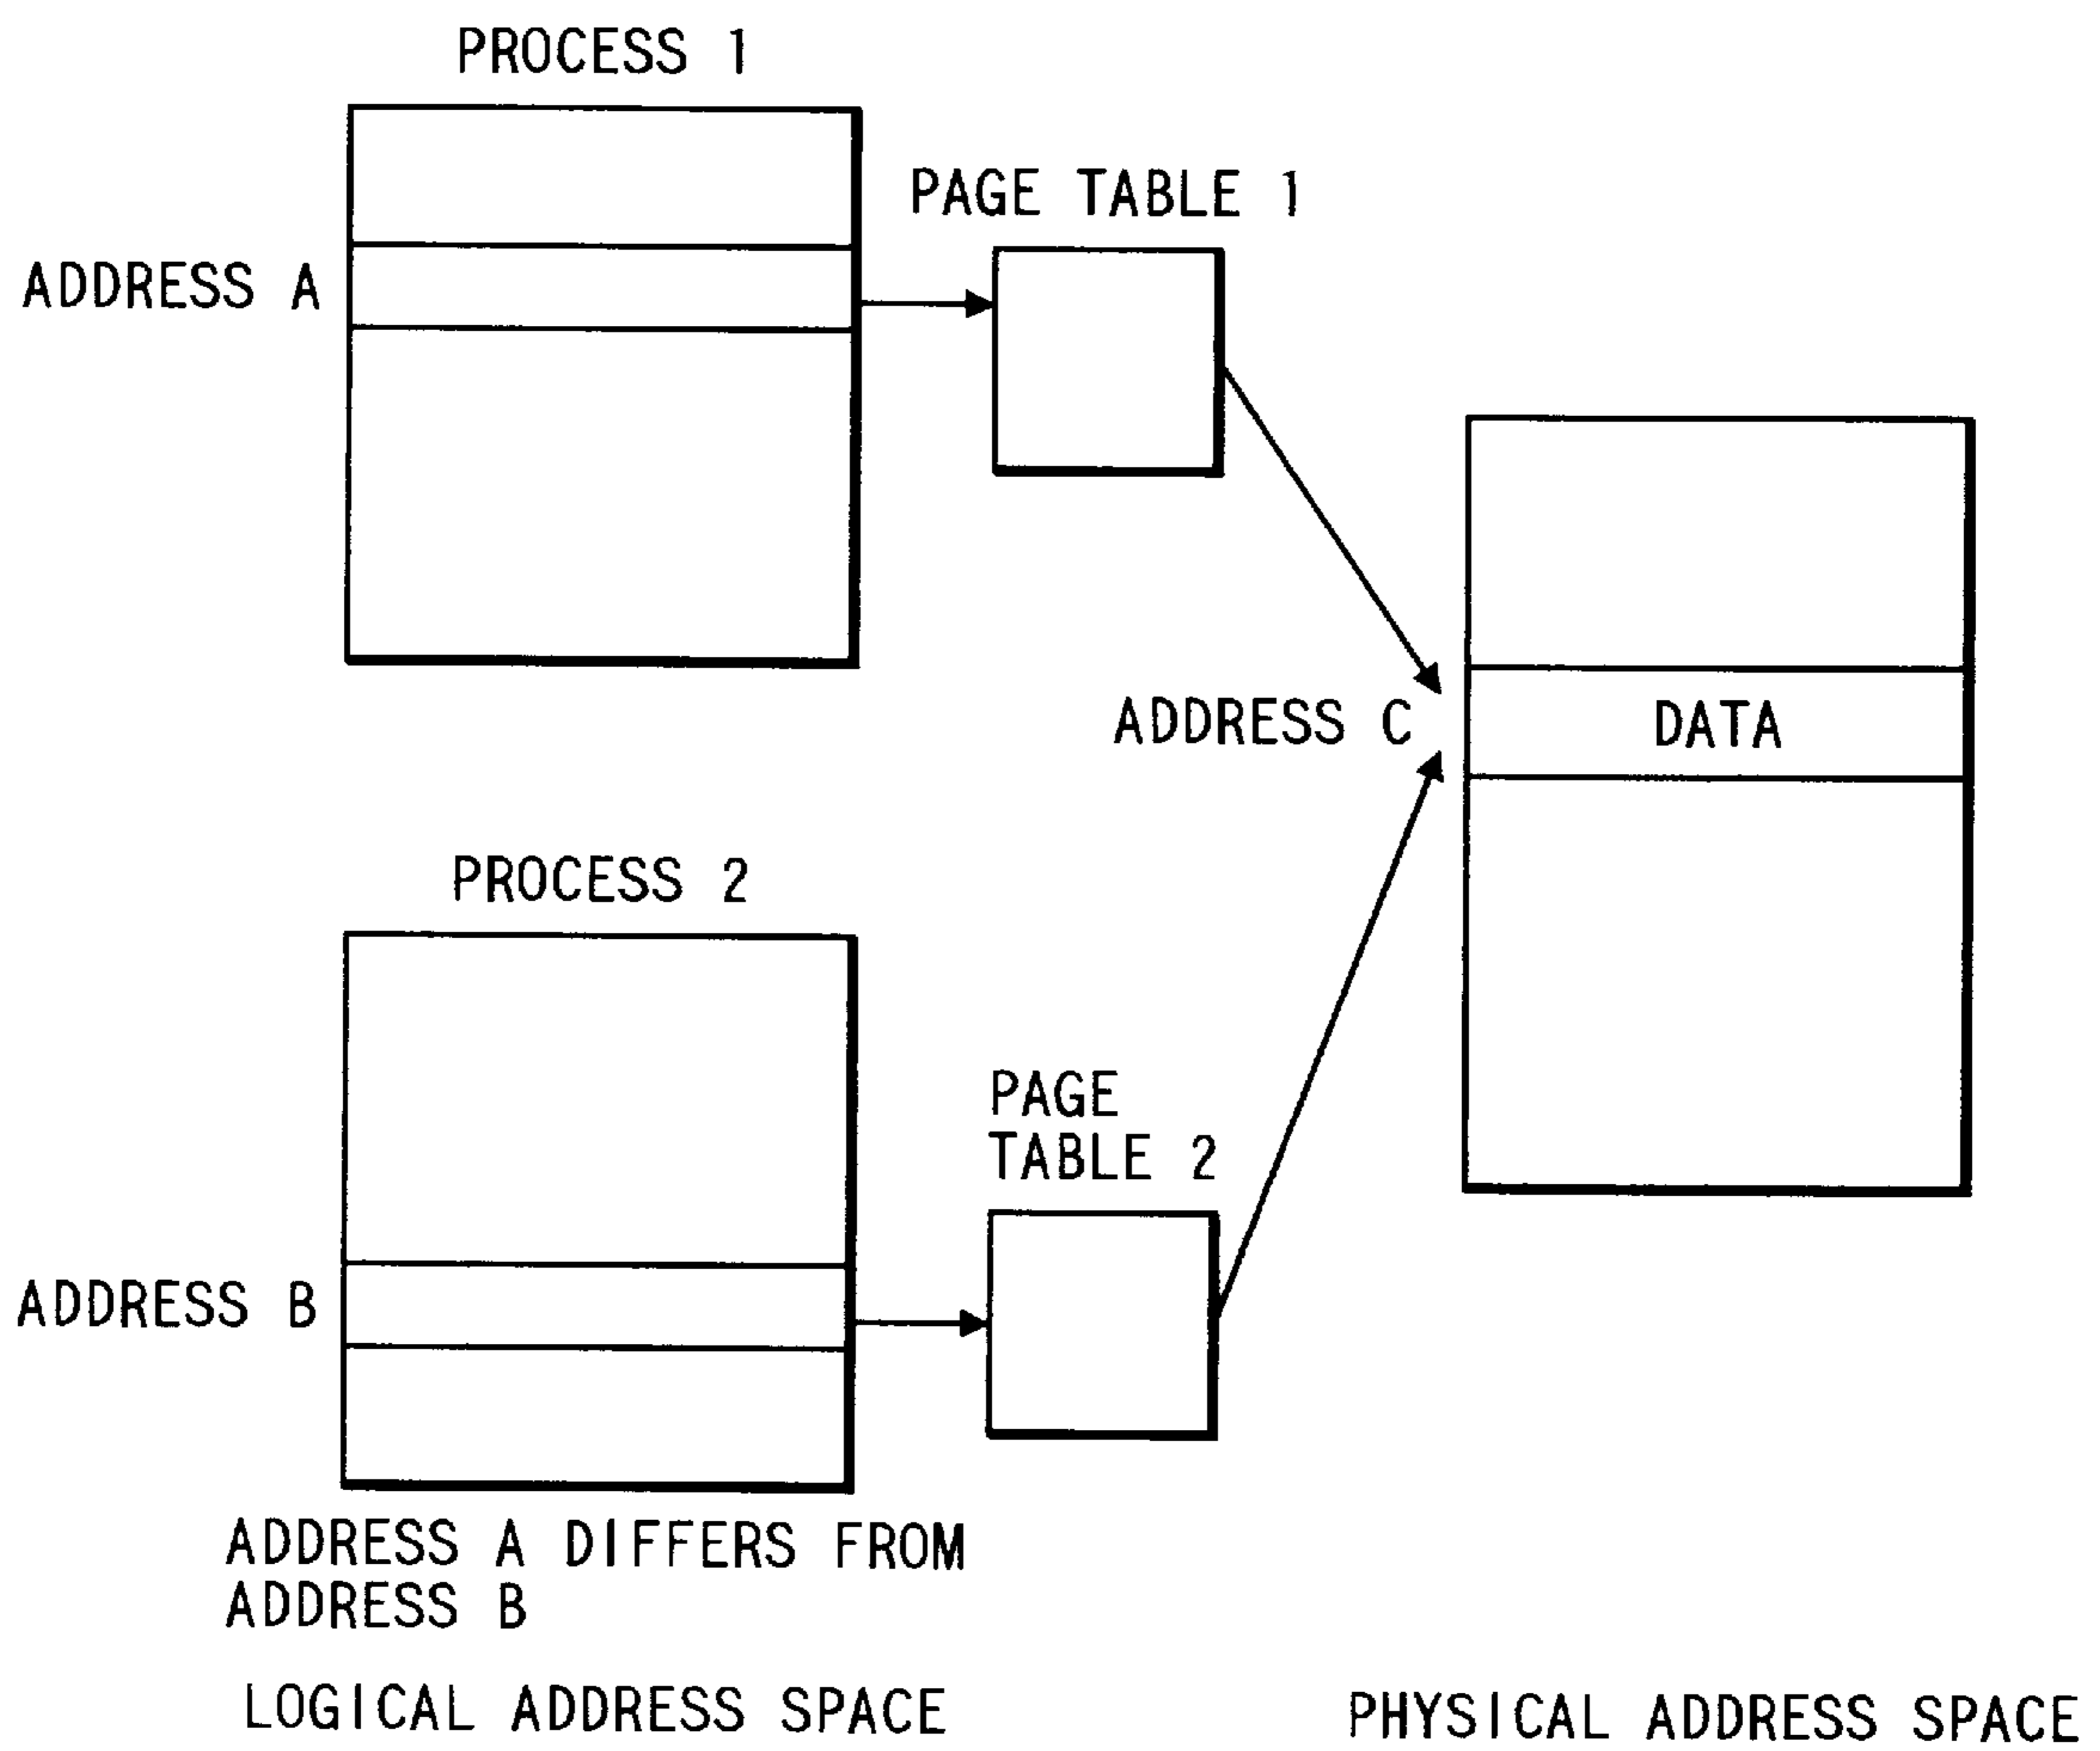 PROCESS 1
PAGE TABLE 1
ADDRESS A
ADDRESS C
DATA
PROCESS 2
PAGE
TABLE 2
ADDRESS B
ADDRESS A DIFFERS FROM
ADDRESS B
LOGICAL ADDRESS SPACE
PHYSICAL ADDRESS SPACE